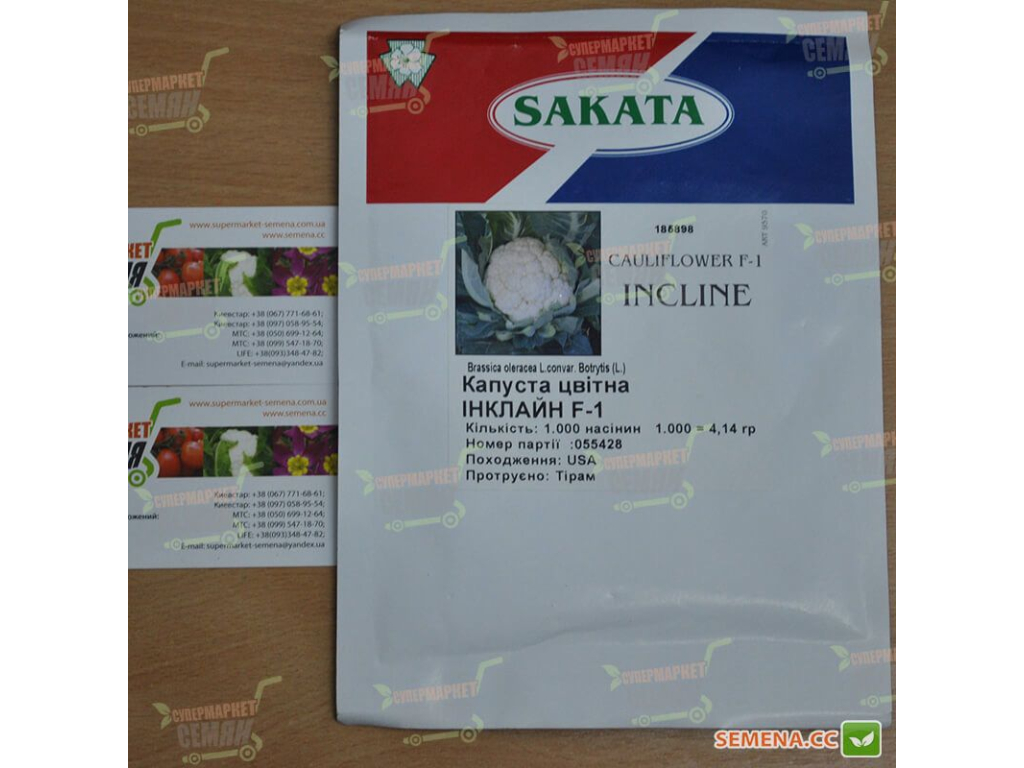 SAKATA
186898
CAULIFLOWER F-1
INCLINE
Brassica oleracea L.convar. Botrytis (L.)
Капуста цвітна
ІНКЛАЙН F-1
Кількість: 1.000 насінин 1.000 = 4,14 гр
Номер партії :055428
Походження: USA
Протруєно: Тірам
www.supermarket-semena.com.ua
www.semena.cc
Киевстар: +38 (067) 771-68-61;
Киевстар: +38 (097) 058-95-54;
МТС: +38 (050) 699-12-64;
МТС: +38 (099) 547-18-70;
LIFE: +38(093)348-47-82;
E-mail: supermarket-semena@yandex.ua
www.supermarket-semena.com.ua
www.semena.cc
Киевстар: +38 (067) 771-68-61;
Киевстар: +38 (097) 058-95-54;
МТС: +38 (050) 699-12-64;
МТС: +38 (099) 547-18-70;
LIFE: +38(093)348-47-82;
E-mail: supermarket-semena@yandex.ua
СУПЕРМАРКЕТ
СЕМЯН
SEMENA.CC